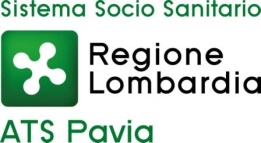 Sistema Socio Sanitario
Regione
Lombardia
ATS Pavia